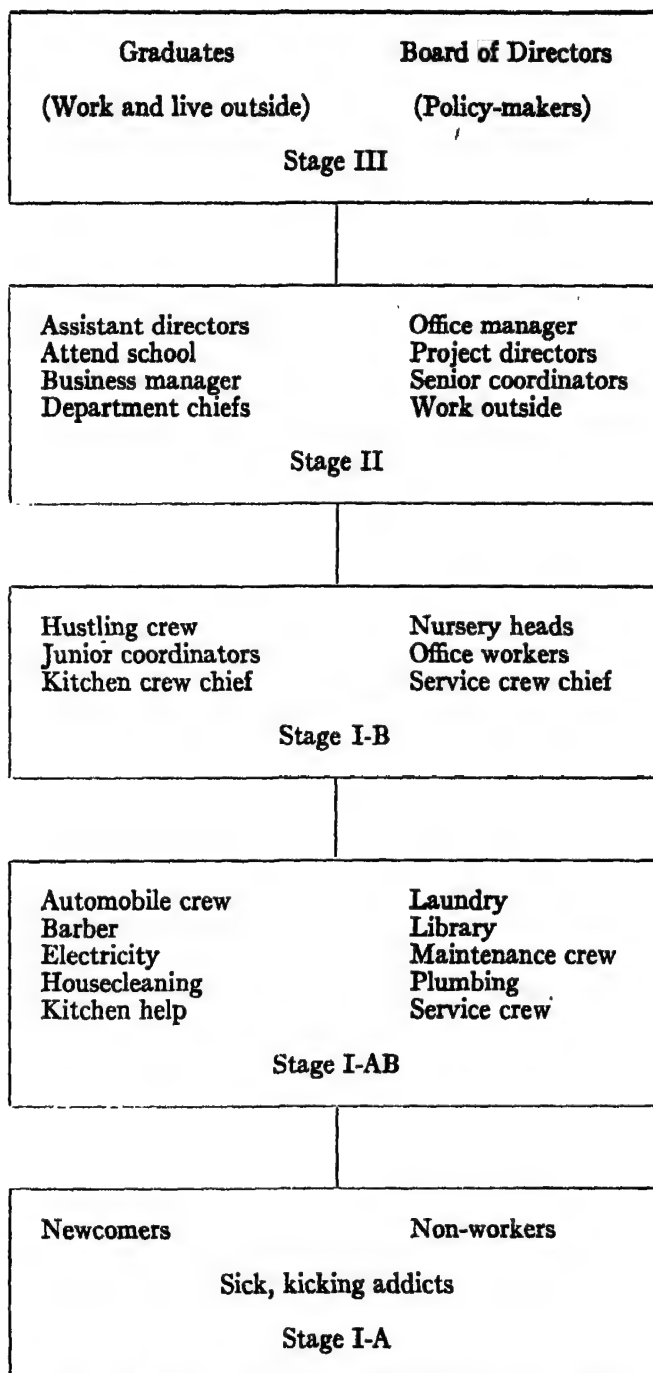 Graduates Board of Directors
(Work and live outside) (Policy-makers)
Stage III
Assistant directors Office manager
Attend school Project directors
Business manager Senior coordinators
Department chiefs Work outside
Stage II
Hustling crew Nursery heads
Junior coordinators Office workers
Kitchen crew chief Service crew chief
Stage I-B
Automobile crew Laundry
Barber Library
Electricity Maintenance crew
Housecleaning Plumbing
Kitchen help Service crew
Stage I-AB
Newcomers Non-workers
Sick, kicking addicts
Stage I-A